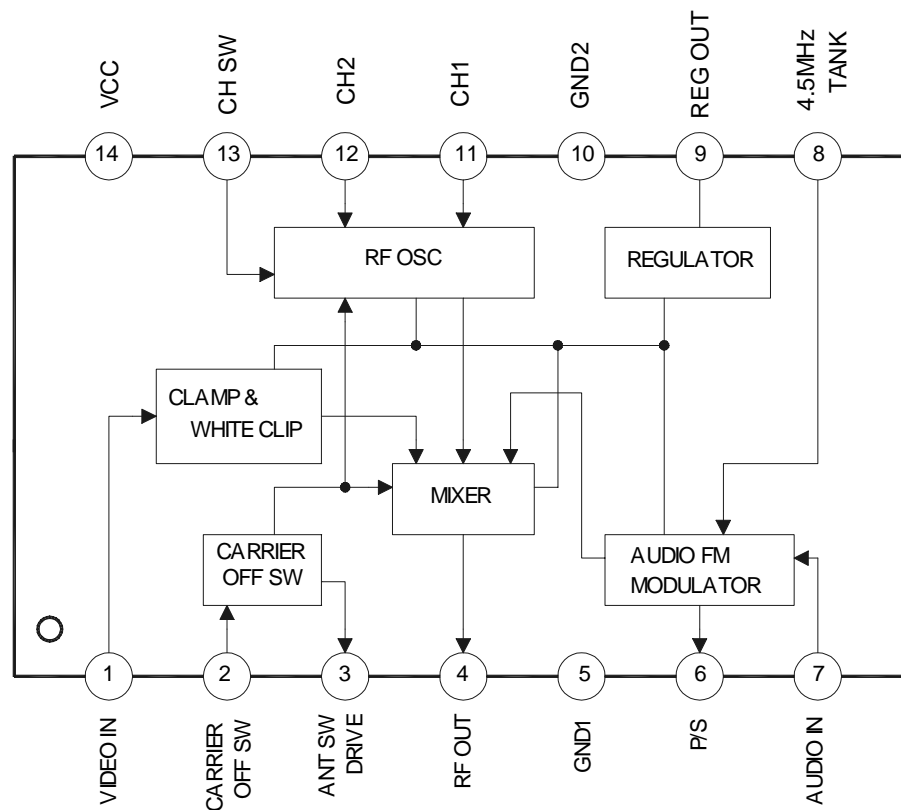 VCC
CH SW
CH2
CH1
GND2
REG OUT
4.5MHz
TANK
14
13
12
11
10
9
8
RF OSC
REGULATOR
CLAMP &
WHITE CLIP
MIXER
CARRIER
OFF SW
AUDIO FM
MODULATOR
1
2
3
4
5
6
7
VIDEO IN
CARRIER
OFF SW
ANT SW
DRIVE
RF OUT
GND1
P/S
AUDIO IN